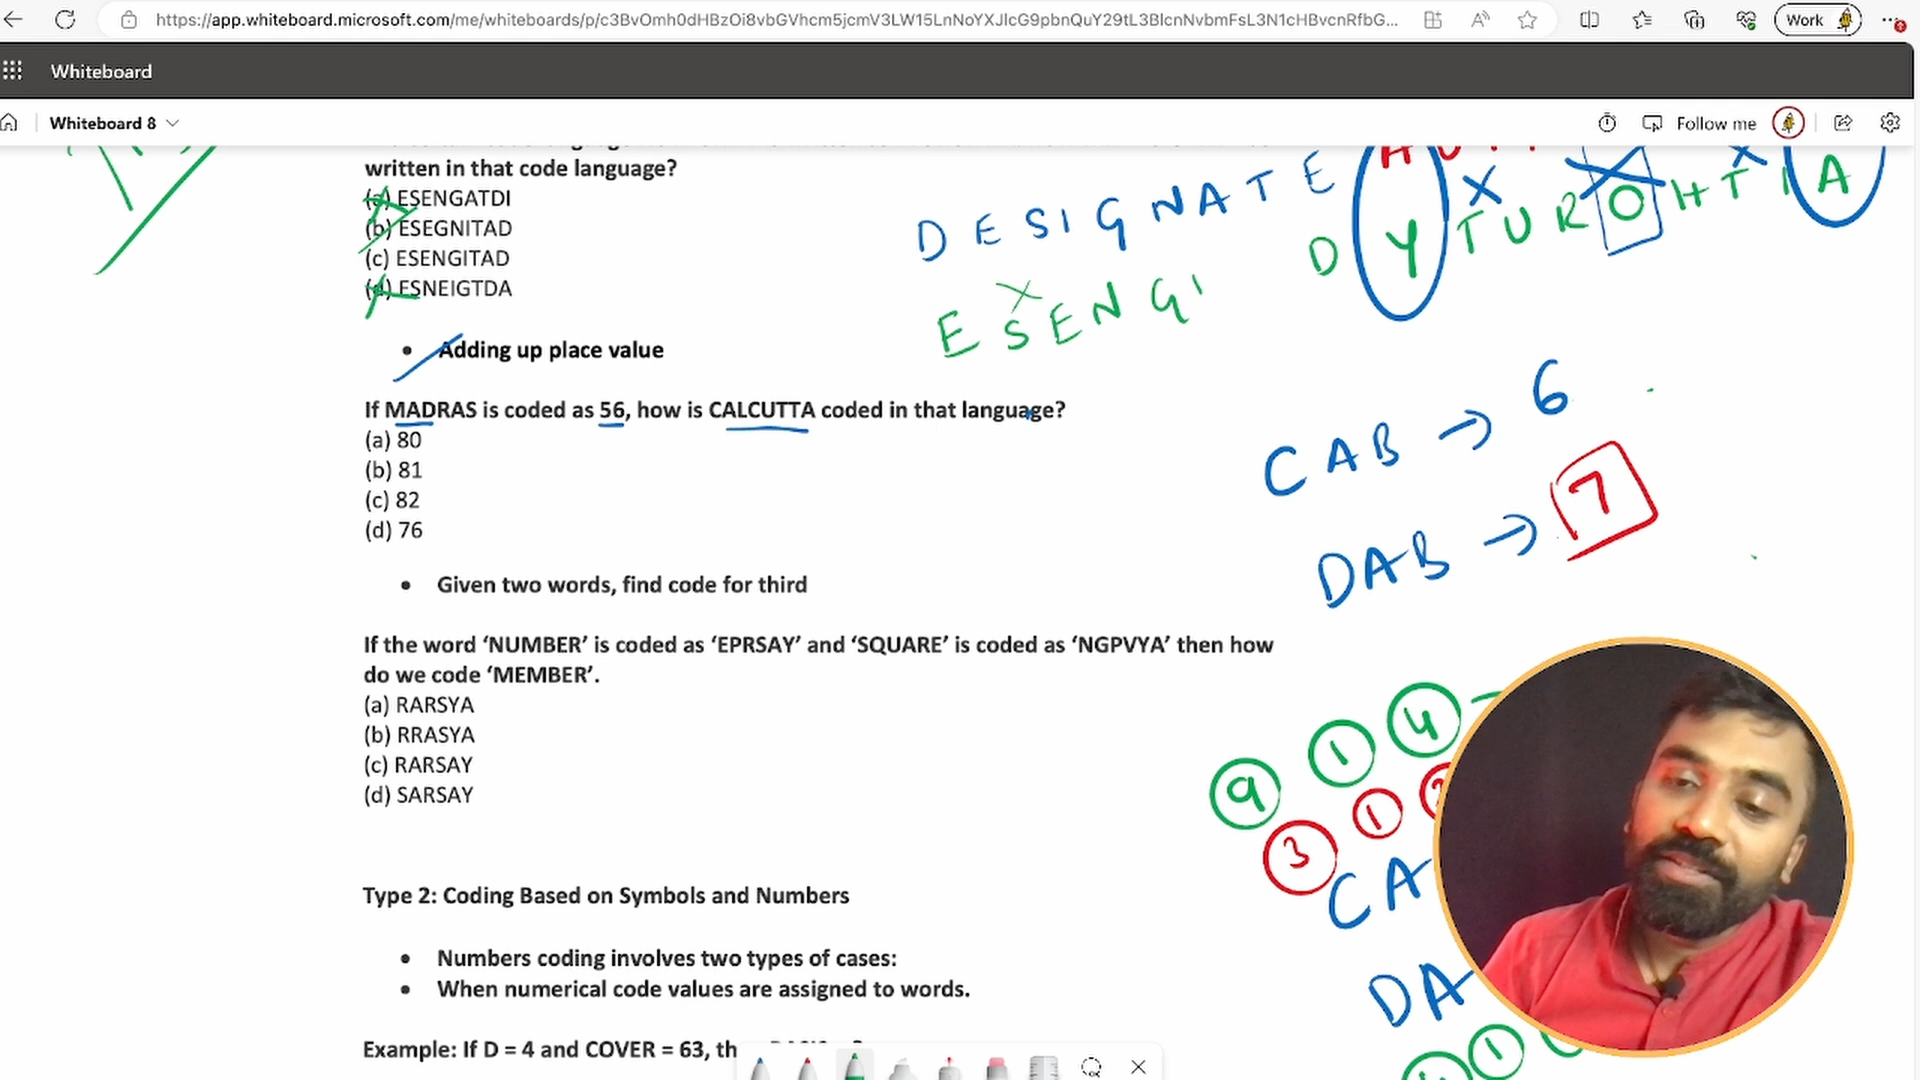 https://app.whiteboard.microsoft.com/me/whiteboards/p/c3BvOmh0dHBzOi8vbGVhcm5jcmV3LW15LnNoYXJlcG9pbnQuY29tL3BlcnNvbmFsL3N1cHBvcnRfbG...
Work
Whiteboard
Whiteboard 8
Follow me
written in that code language?
(a) ESENGATDI
(b) ESEGNITAD
(c) ESENGITAD
(d) ESNEIGTDA
DESIGNATE
ESENGI
A
DYTUROHTIA
• Adding up place value
If MADRAS is coded as 56, how is CALCUTTA coded in that language?
(a) 80
(b) 81
(c) 82
(d) 76
CAB → 6
DAB → 7
• Given two words, find code for third
If the word ‘NUMBER’ is coded as ‘EPRSAY’ and ‘SQUARE’ is coded as ‘NGPVYA’ then how
do we code ‘MEMBER’.
(a) RARSYA
(b) RRASYA
(c) RARSAY
(d) SARSAY
9 1 4
3 1
CA
DA
1
Type 2: Coding Based on Symbols and Numbers
• Numbers coding involves two types of cases:
• When numerical code values are assigned to words.
Example: If D = 4 and COVER = 63, th